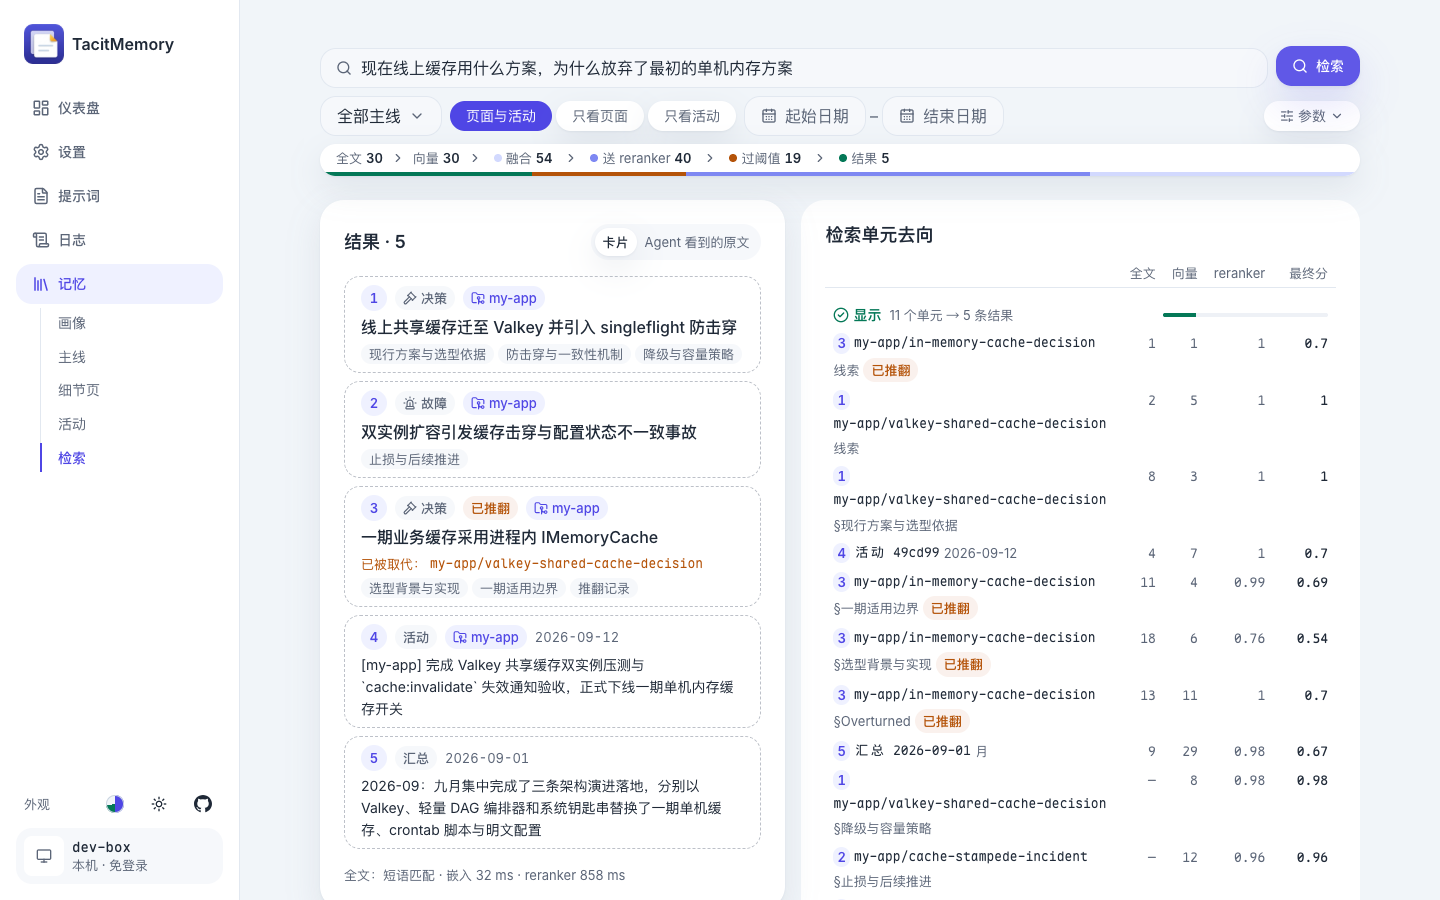 TacitMemory
仪表盘
设置
提示词
日志
记忆
画像
主线
细节页
活动
检索
外观
dev-box
本机 · 免登录
现在线上缓存用什么方案，为什么放弃了最初的单机内存方案
检索
全部主线
页面与活动
只看页面
只看活动
起始日期
–
结束日期
参数
全文 30 > 向量 30 > 融合 54 > 送 reranker 40 > 过阈值 19 > 结果 5
结果 · 5
卡片
Agent 看到的原文
1 决策 my-app
线上共享缓存迁至 Valkey 并引入 singleflight 防击穿
现行方案与选型依据 防击穿与一致性机制 降级与容量策略
2 故障 my-app
双实例扩容引发缓存击穿与配置状态不一致事故
止损与后续推进
3 决策 已推翻 my-app
一期业务缓存采用进程内 IMemoryCache
已被取代： my-app/valkey-shared-cache-decision
选型背景与实现 一期适用边界 推翻记录
4 活动 my-app 2026-09-12
[my-app] 完成 Valkey 共享缓存双实例压测与
`cache:invalidate` 失效通知验收，正式下线一期单机内存缓
存开关
5 汇总 2026-09-01
2026-09：九月集中完成了三条架构演进落地，分别以
Valkey、轻量 DAG 编排器和系统钥匙串替换了一期单机缓
存、crontab 脚本与明文配置
全文：短语匹配 · 嵌入 32 ms · reranker 858 ms
检索单元去向
全文 向量 reranker 最终分
显示 11 个单元 → 5 条结果
3 my-app/in-memory-cache-decision 1 1 1 0.7
线索 已推翻
1 2 5 1 1
my-app/valkey-shared-cache-decision
线索
1 8 3 1 1
my-app/valkey-shared-cache-decision
§现行方案与选型依据
4 活动 49cd99 2026-09-12 4 7 1 0.7
3 my-app/in-memory-cache-decision 11 4 0.99 0.69
§一期适用边界 已推翻
3 my-app/in-memory-cache-decision 18 6 0.76 0.54
§选型背景与实现 已推翻
3 my-app/in-memory-cache-decision 13 11 1 0.7
§Overturned 已推翻
5 汇总 2026-09-01 月 9 29 0.98 0.67
1 — 8 0.98 0.98
my-app/valkey-shared-cache-decision
§降级与容量策略
2 my-app/cache-stampede-incident — 12 0.96 0.96
§止损与后续推进